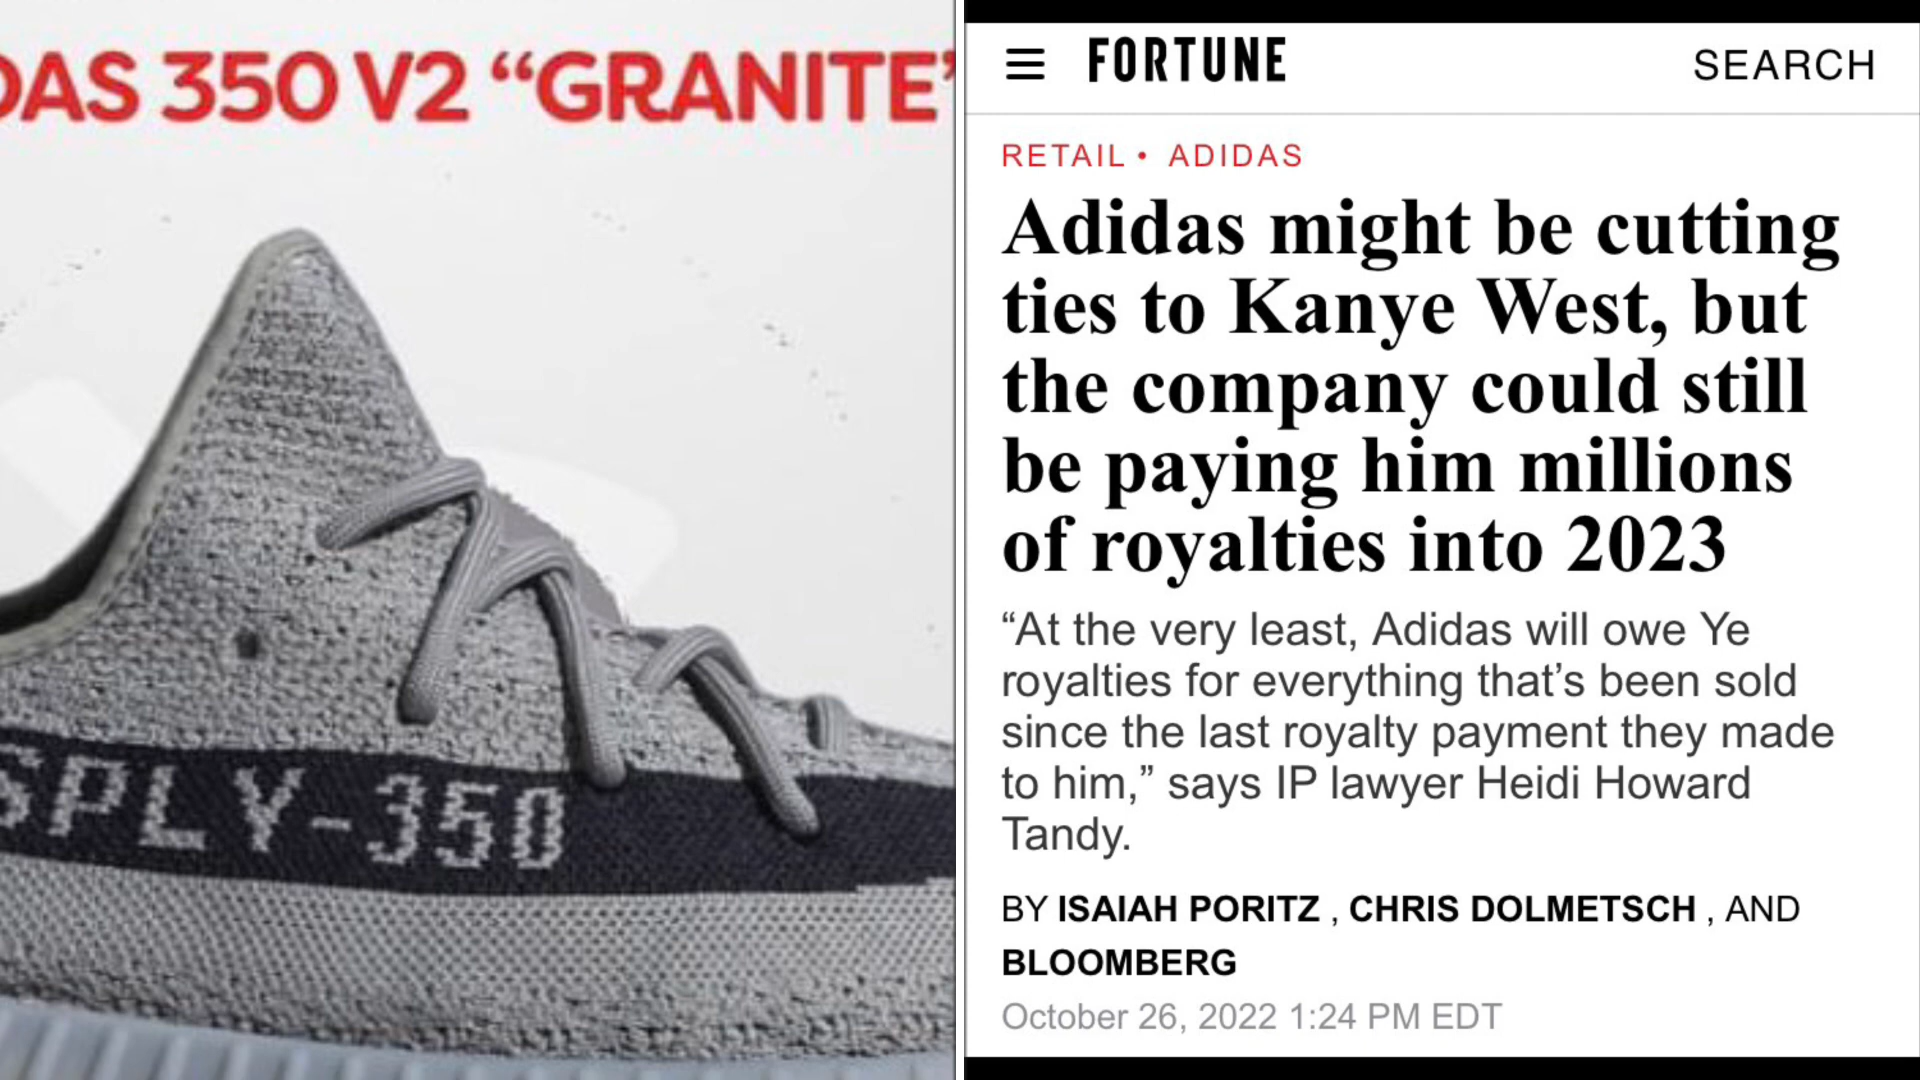 DAS 350 V2 “GRANITE”
SPLY-350
FORTUNE
SEARCH
RETAIL • ADIDAS
Adidas might be cutting
ties to Kanye West, but
the company could still
be paying him millions
of royalties into 2023
“At the very least, Adidas will owe Ye
royalties for everything that’s been sold
since the last royalty payment they made
to him,” says IP lawyer Heidi Howard
Tandy.
BY ISAIAH PORITZ , CHRIS DOLMETSCH , AND
BLOOMBERG
October 26, 2022 1:24 PM EDT